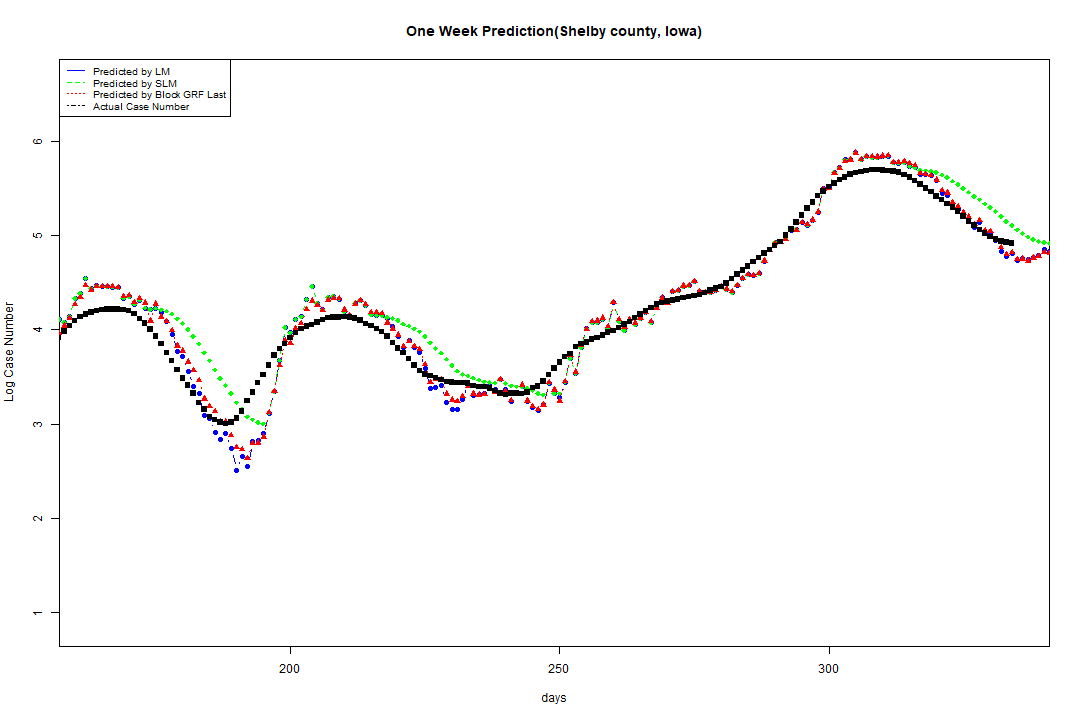 One Week Prediction(Shelby county, Iowa)
Predicted by LM
Predicted by SLM
Predicted by Block GRF Last
Actual Case Number
6
5
4
3
2
1
Log Case Number
200 250 300
days